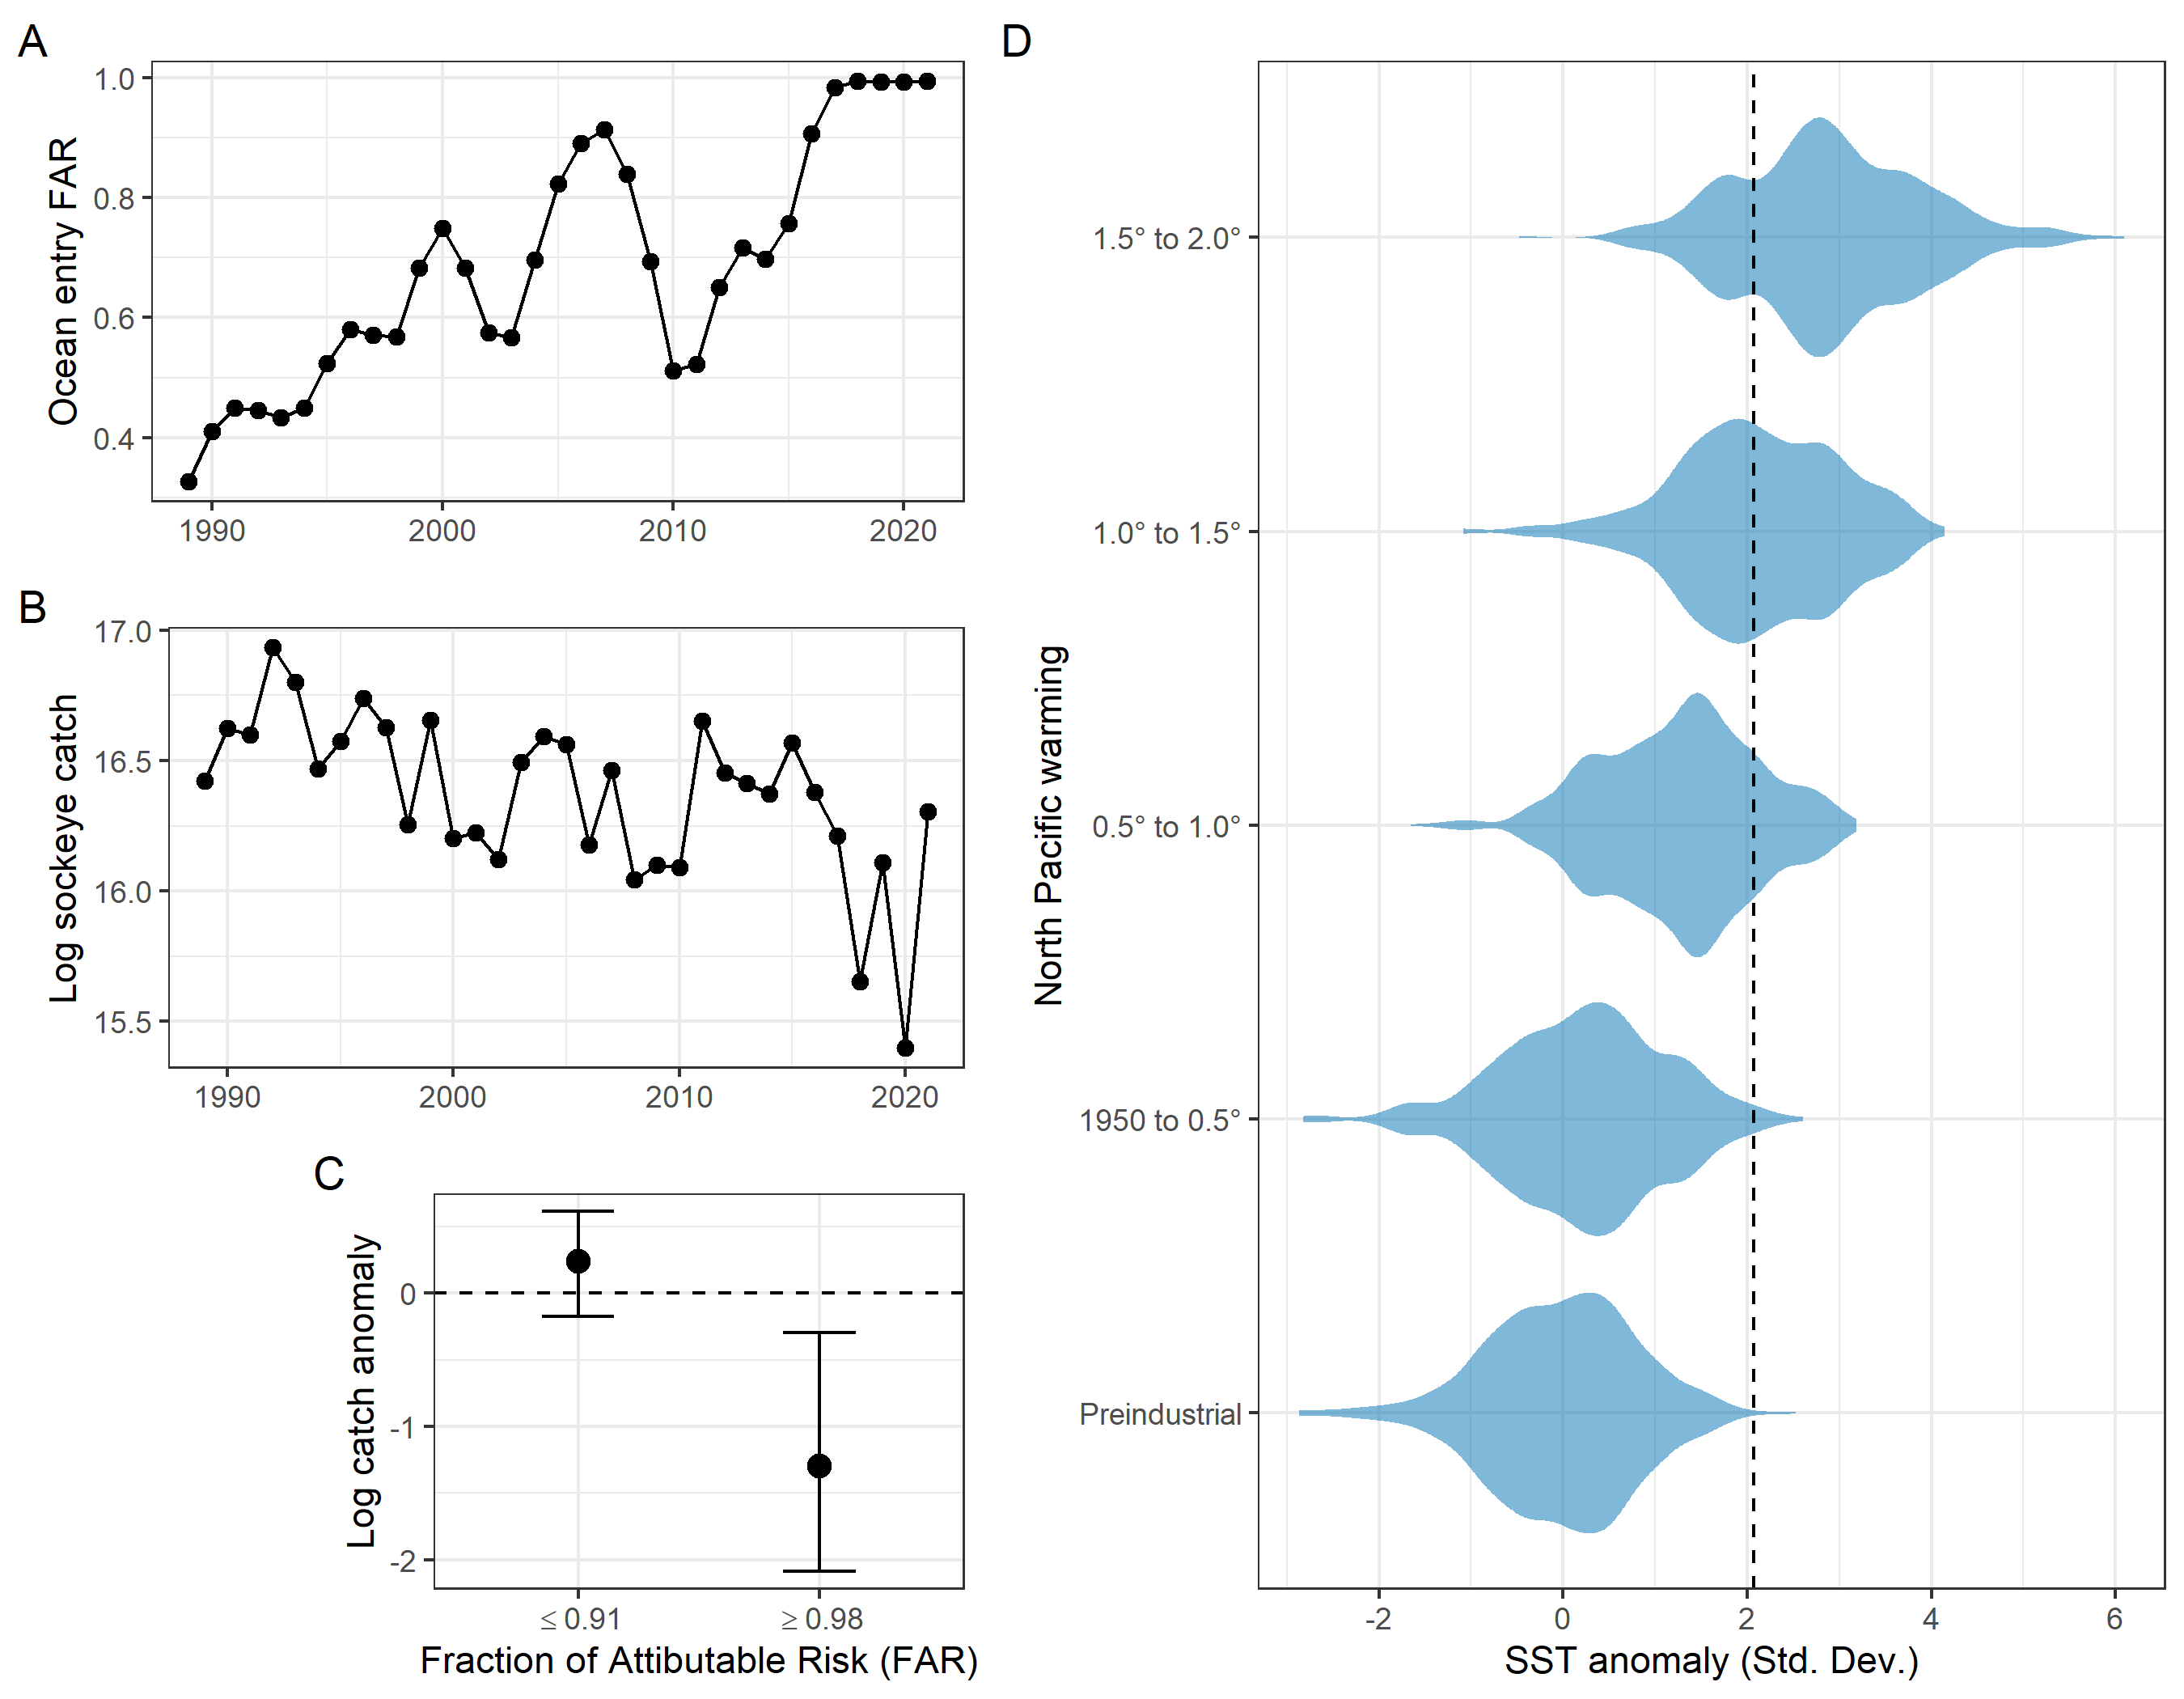 A
Ocean entry FAR
1.0
0.8
0.6
0.4
1990 2000 2010 2020
B
Log sockeye catch
17.0
16.5
16.0
15.5
1990 2000 2010 2020
C
Log catch anomaly
0
-1
-2
≤ 0.91 ≥ 0.98
Fraction of Attibutable Risk (FAR)
D
North Pacific warming
1.5° to 2.0°
1.0° to 1.5°
0.5° to 1.0°
1950 to 0.5°
Preindustrial
-2 0 2 4 6
SST anomaly (Std. Dev.)